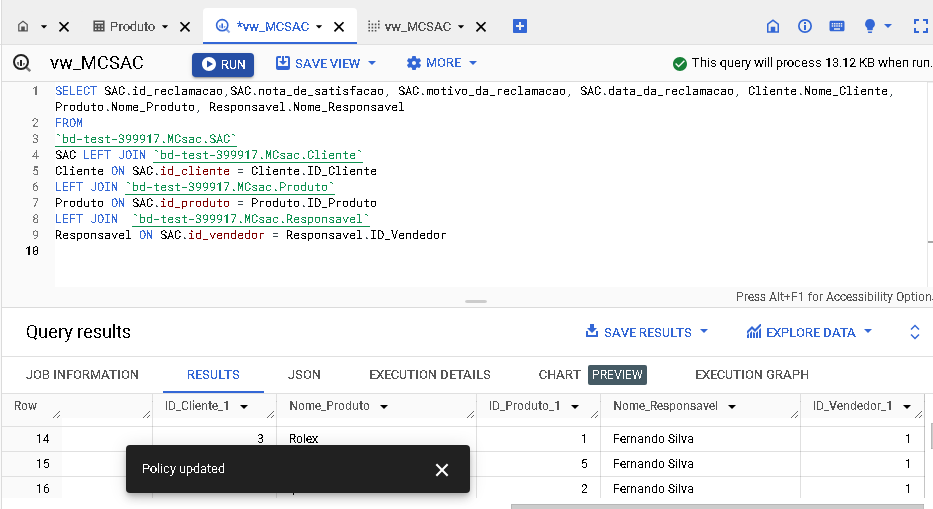 Produto
*vw_MCSAC
vw_MCSAC
vw_MCSAC
RUN
SAVE VIEW
MORE
This query will process 13.12 KB when run.
1 SELECT SAC.id_reclamacao,SAC.nota_de_satisfacao, SAC.motivo_da_reclamacao, SAC.data_da_reclamacao, Cliente.Nome_Cliente,
Produto.Nome_Produto, Responsavel.Nome_Responsavel
2 FROM
3 `bd-test-399917.MCsac.SAC`
4 SAC LEFT JOIN `bd-test-399917.MCsac.Cliente`
5 Cliente ON SAC.id_cliente = Cliente.ID_Cliente
6 LEFT JOIN `bd-test-399917.MCsac.Produto`
7 Produto ON SAC.id_produto = Produto.ID_Produto
8 LEFT JOIN  `bd-test-399917.MCsac.Responsavel`
9 Responsavel ON SAC.id_vendedor = Responsavel.ID_Vendedor
10
Press Alt+F1 for Accessibility Option
Query results
SAVE RESULTS
EXPLORE DATA
JOB INFORMATION
RESULTS
JSON
EXECUTION DETAILS
CHART PREVIEW
EXECUTION GRAPH
Row ID_Cliente_1 Nome_Produto ID_Produto_1 Nome_Responsavel ID_Vendedor_1
14 3 Rolex 1 Fernando Silva 1
15 5 Fernando Silva 1
16 2 Fernando Silva 1
Policy updated